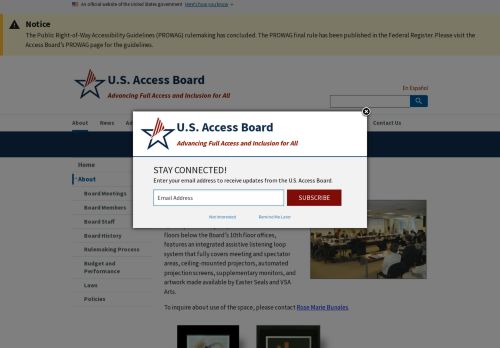 An official website of the United States government Here's how you know
Notice
The Public Right-of-Way Accessibility Guidelines (PROWAG) rulemaking has concluded. The PROWAG final rule has been published in the Federal Register. Please visit the
Access Board's PROWAG page for the guidelines.
U.S. Access Board
Advancing Full Access and Inclusion for All
En Español
About News Ad
Contact Us
U.S. Access Board
Advancing Full Access and Inclusion for All
STAY CONNECTED!
Enter your email address to receive updates from the U.S. Access Board.
Email Address
SUBSCRIBE
Not Interested Remind Me Later
Home
About
Board Meetings
Board Members
Board Staff
Board History
Rulemaking Process
Budget and
Performance
Laws
Policies
floors below the Board's 10th floor offices,
features an integrated assistive listening loop
system that fully covers meeting and spectator
areas, ceiling-mounted projectors, automated
projection screens, supplementary monitors, and
artwork made available by Easter Seals and VSA
Arts.
To inquire about use of the space, please contact Rose Marie Bunales.